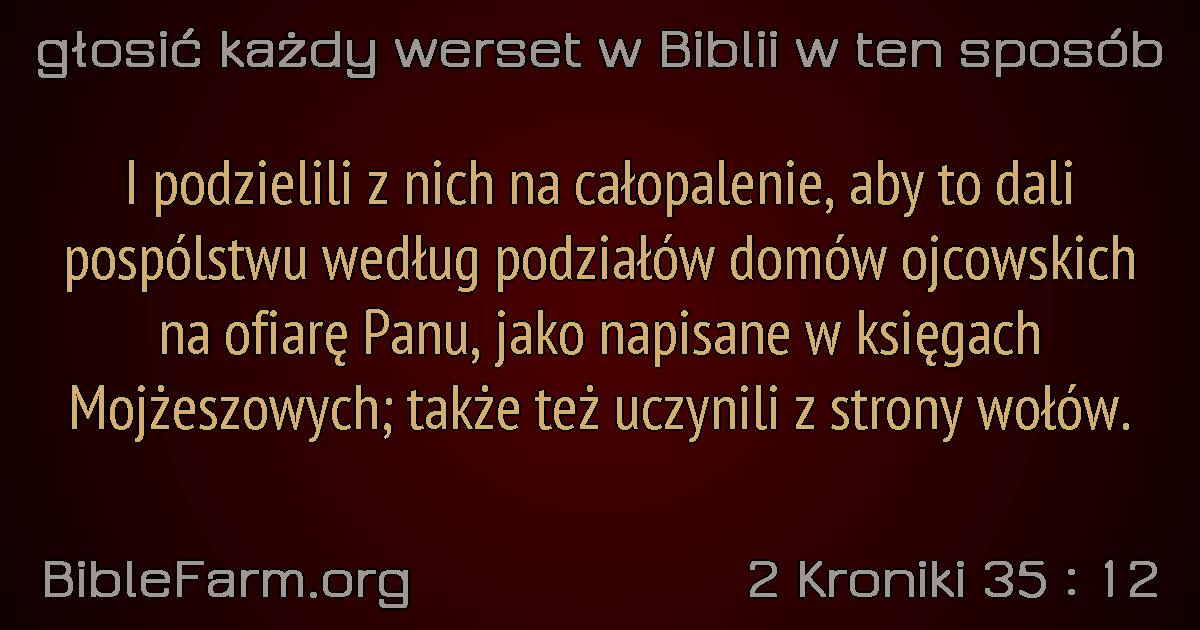 głosić każdy werset w Biblii w ten sposób
I podzielili z nich na całopalenie, aby to dali
pospólstwu według podziałów domów ojcowskich
na ofiarę Panu, jako napisane w księgach
Mojżeszowych; także też uczynili z strony wołów.
BibleFarm.org
2 Kroniki 35 : 12